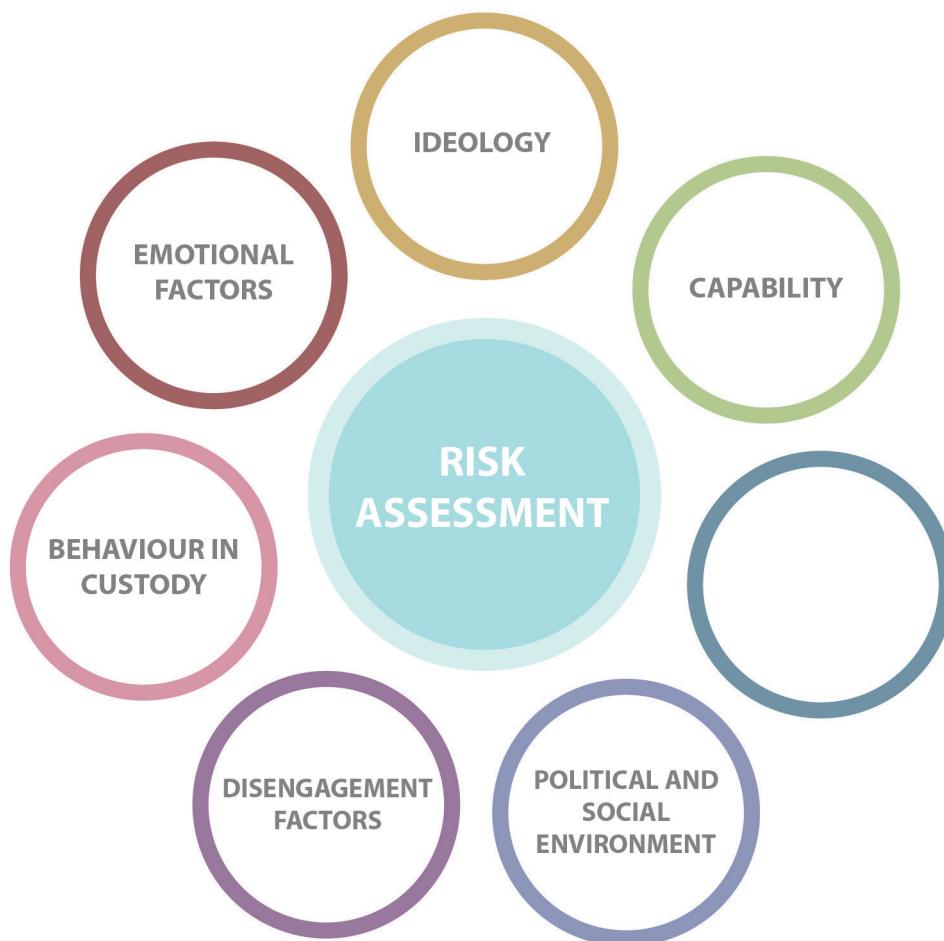 IDEOLOGY
CAPABILITY
POLITICAL AND
SOCIAL
ENVIRONMENT
DISENGAGEMENT
FACTORS
BEHAVIOUR IN
CUSTODY
EMOTIONAL
FACTORS
RISK
ASSESSMENT